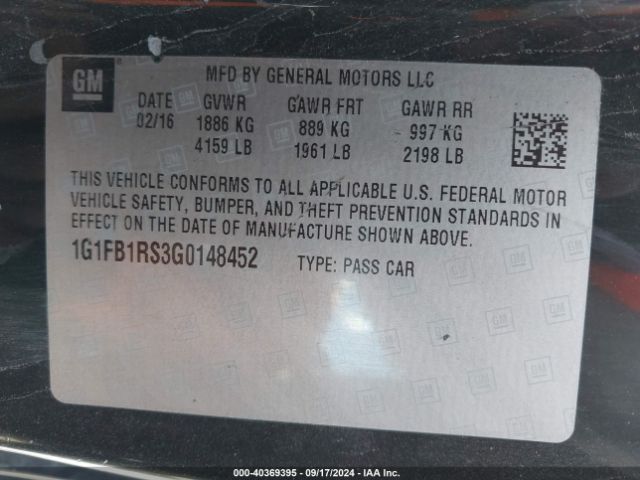 GM
MFD BY GENERAL MOTORS LLC
DATE GVWR GAWR FRT GAWR RR
02/16 1886 KG 889 KG 997 KG
4159 LB 1961 LB 2198 LB
THIS VEHICLE CONFORMS TO ALL APPLICABLE U.S. FEDERAL MOTOR
VEHICLE SAFETY, BUMPER, AND THEFT PREVENTION STANDARDS IN
EFFECT ON THE DATE OF MANUFACTURE SHOWN ABOVE.
1G1FB1RS3G0148452 TYPE: PASS CAR
000-40369395 - 09/17/2024 - IAA Inc.